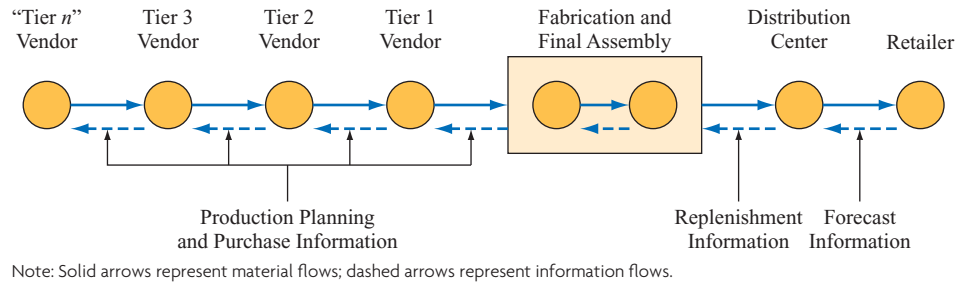 “Tier n” Vendor
Tier 3 Vendor
Tier 2 Vendor
Tier 1 Vendor
Fabrication and
Final Assembly
Distribution
Center
Retailer
Production Planning
and Purchase Information
Replenishment
Information
Forecast
Information
Note: Solid arrows represent material flows; dashed arrows represent information flows.